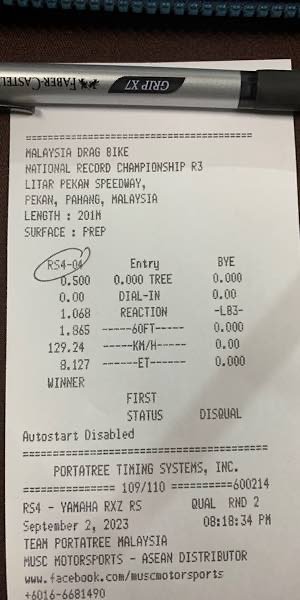 FABER-CASTELL
GRIP X7
MALAYSIA DRAG BIKE
NATIONAL RECORD CHAMPIONSHIP R3
LITAR PEKAN SPEEDWAY,
PEKAN, PAHANG, MALAYSIA
LENGTH : 201M
SURFACE : PREP
RS4-04 Entry BYE
0.500 0.000 TREE 0.000
0.00 DIAL-IN 0.00
1.068 REACTION -LB3-
1.865 -----60FT----- 0.000
129.24 -----KM/H----- 0.00
8.127 ------ET------ 0.000
WINNER
FIRST
STATUS DISQUAL
Autostart Disabled
PORTATREE TIMING SYSTEMS, INC.
=============== 109/110 ==========600214
RS4 - YAMAHA RXZ RS QUAL RND 2
September 2, 2023 08:18:34 PM
TEAM PORTATREE MALAYSIA
MUSC MOTORSPORTS - ASEAN DISTRIBUTOR
www.facebook.com/muscmotorsports
+6016-6681490